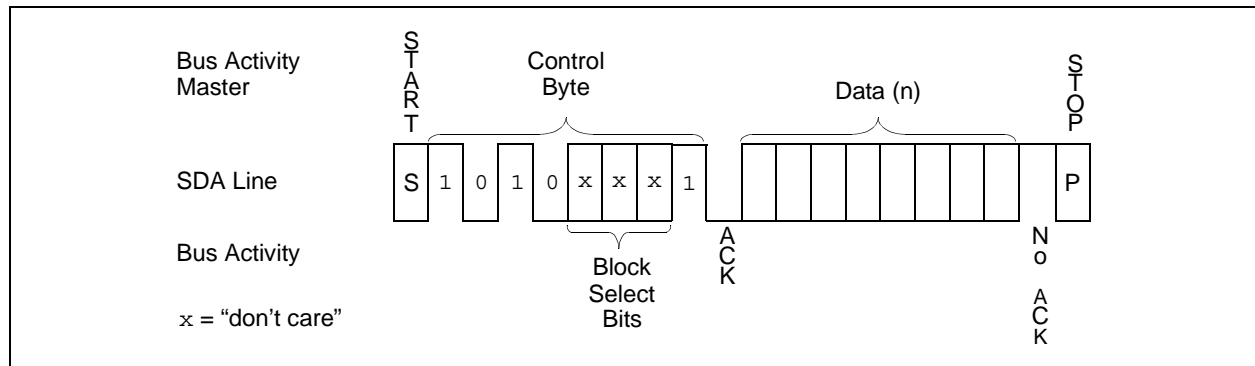 Bus Activity
Master
START
Control
Byte
Data (n)
STOP
SDA Line
S 1 0 1 0 x x x 1 P
Bus Activity
ACK
No ACK
Block
Select
Bits
x = “don’t care”